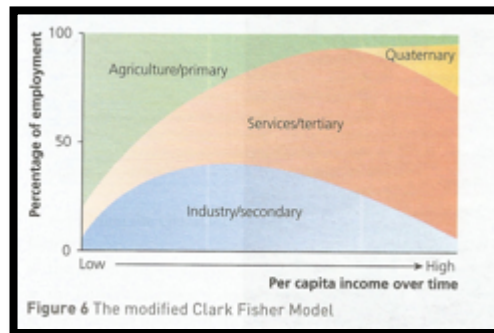 100
Quaternary
Agriculture/primary
Percentage of employment
Services/tertiary
50
Industry/secondary
0
Low
High
Per capita income over time
Figure 6 The modified Clark Fisher Model